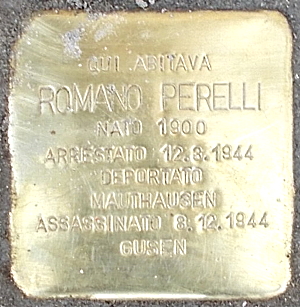 QUI ABITAVA
ROMANO PERELLI
NATO 1900
ARRESTATO 12.3.1944
DEPORTATO
MAUTHAUSEN
ASSASSINATO 8.12.1944
GUSEN